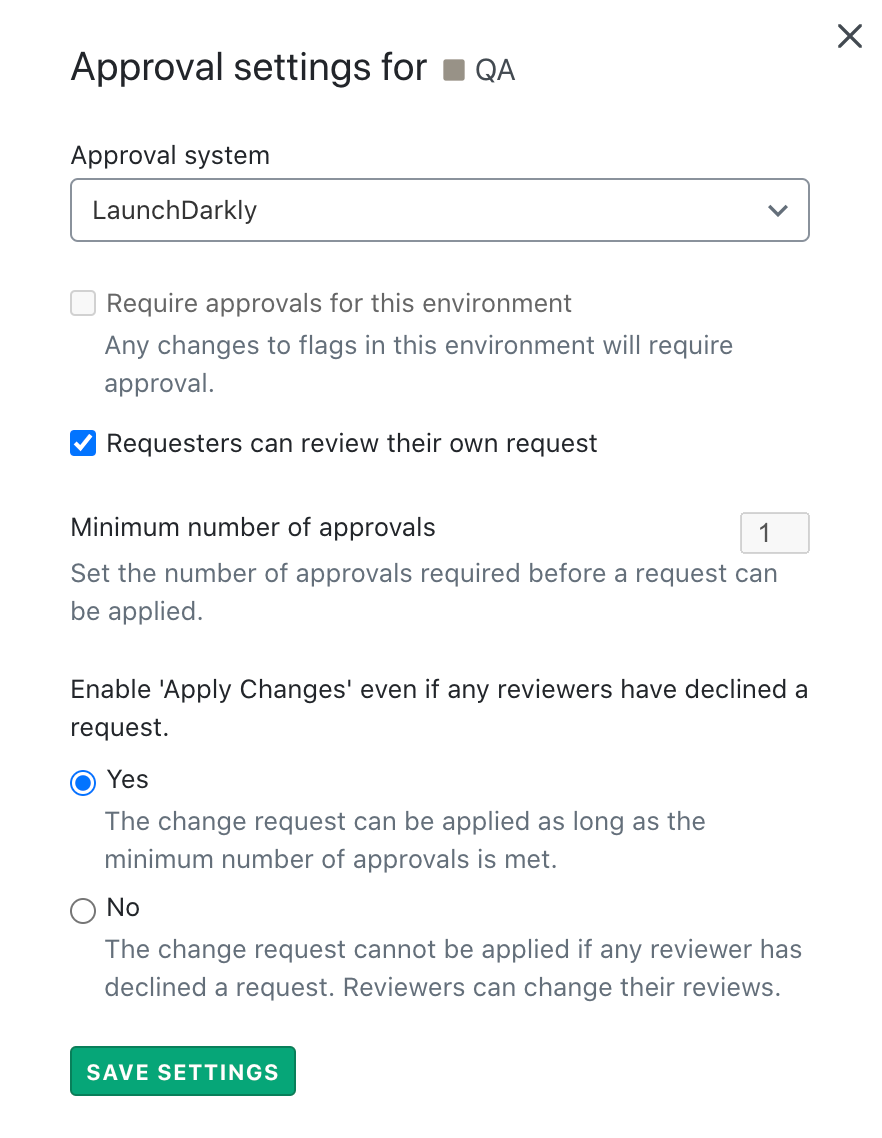 Approval settings for QA
Approval system
LaunchDarkly
Require approvals for this environment
Any changes to flags in this environment will require
approval.
Requesters can review their own request
Minimum number of approvals
1
Set the number of approvals required before a request can
be applied.
Enable 'Apply Changes' even if any reviewers have declined a
request.
Yes
The change request can be applied as long as the
minimum number of approvals is met.
No
The change request cannot be applied if any reviewer has
declined a request. Reviewers can change their reviews.
SAVE SETTINGS